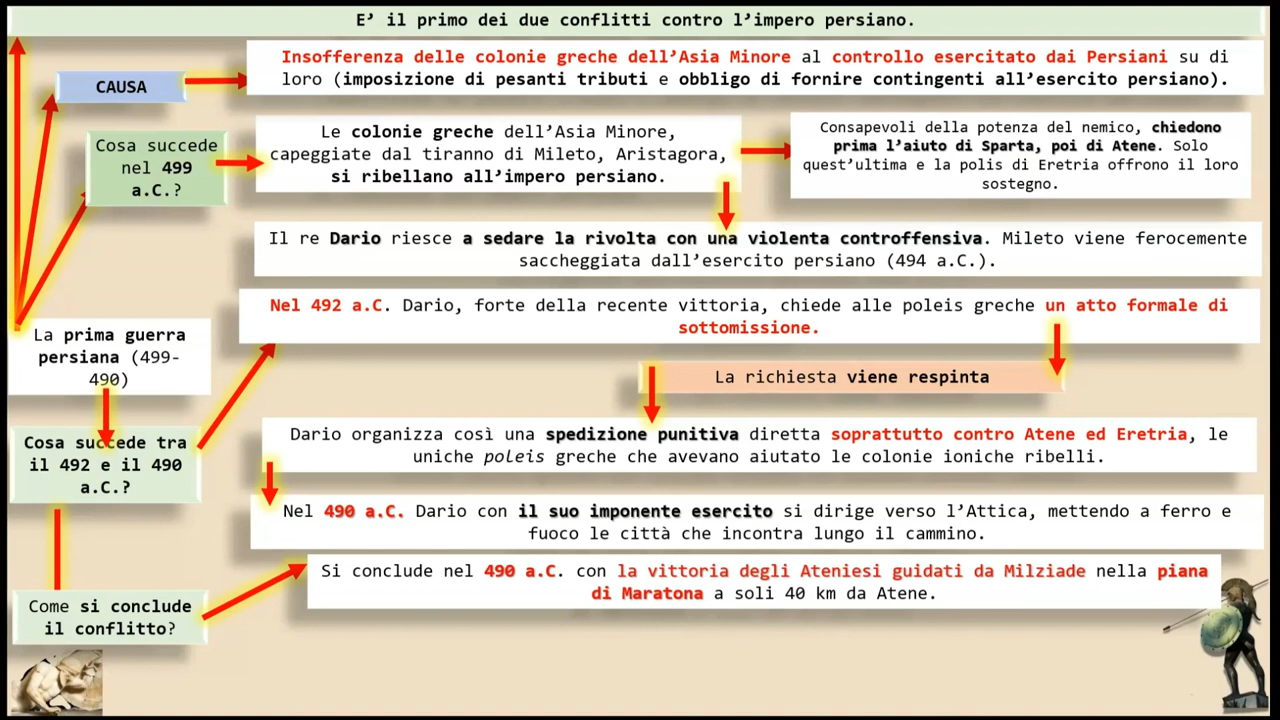 E’ il primo dei due conflitti contro l’impero persiano.
CAUSA
Insofferenza delle colonie greche dell’Asia Minore al controllo esercitato dai Persiani su di
loro (imposizione di pesanti tributi e obbligo di fornire contingenti all’esercito persiano).
Cosa succede
nel 499
a.C.?
Le colonie greche dell’Asia Minore,
capeggiate dal tiranno di Mileto, Aristagora,
si ribellano all’impero persiano.
Consapevoli della potenza del nemico, chiedono
prima l’aiuto di Sparta, poi di Atene. Solo
quest’ultima e la polis di Eretria offrono il loro
sostegno.
Il re Dario riesce a sedare la rivolta con una violenta controffensiva. Mileto viene ferocemente
saccheggiata dall’esercito persiano (494 a.C.).
La prima guerra
persiana (499-
490)
Cosa succede tra
il 492 e il 490
a.C.?
Nel 492 a.C. Dario, forte della recente vittoria, chiede alle poleis greche un atto formale di
sottomissione.
La richiesta viene respinta
Dario organizza così una spedizione punitiva diretta soprattutto contro Atene ed Eretria, le
uniche poleis greche che avevano aiutato le colonie ioniche ribelli.
Nel 490 a.C. Dario con il suo imponente esercito si dirige verso l’Attica, mettendo a ferro e
fuoco le città che incontra lungo il cammino.
Come si conclude
il conflitto?
Si conclude nel 490 a.C. con la vittoria degli Ateniesi guidati da Milziade nella piana
di Maratona a soli 40 km da Atene.